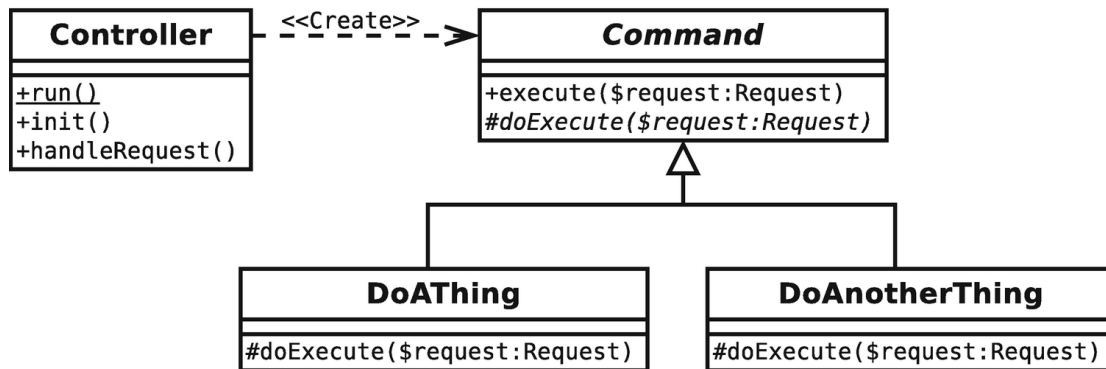 Controller
<<Create>>
Command
+run()
+init()
+handleRequest()
+execute($request:Request)
#doExecute($request:Request)
DoAThing
#doExecute($request:Request)
DoAnotherThing
#doExecute($request:Request)